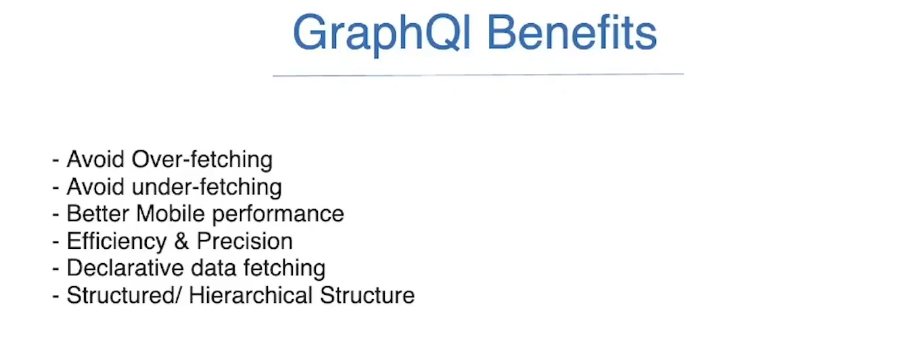 GraphQl Benefits
- Avoid Over-fetching
- Avoid under-fetching
- Better Mobile performance
- Efficiency & Precision
- Declarative data fetching
- Structured/ Hierarchical Structure